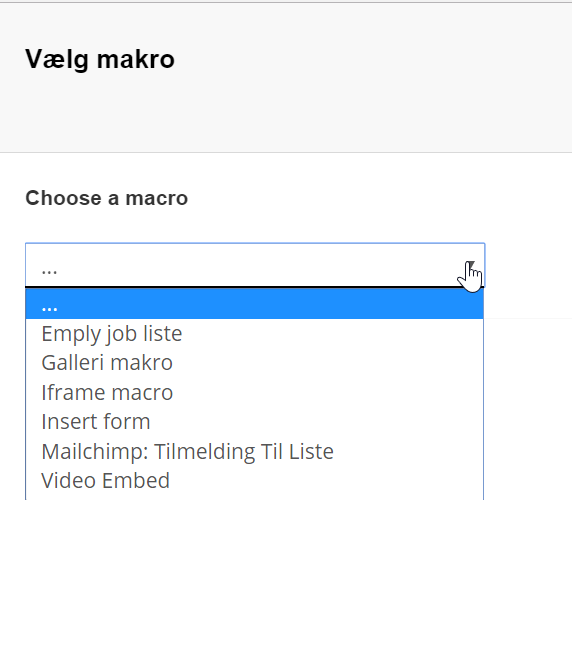 Vælg makro
Choose a macro
...
...
Emply job liste
Galleri makro
Iframe macro
Insert form
Mailchimp: Tilmelding Til Liste
Video Embed